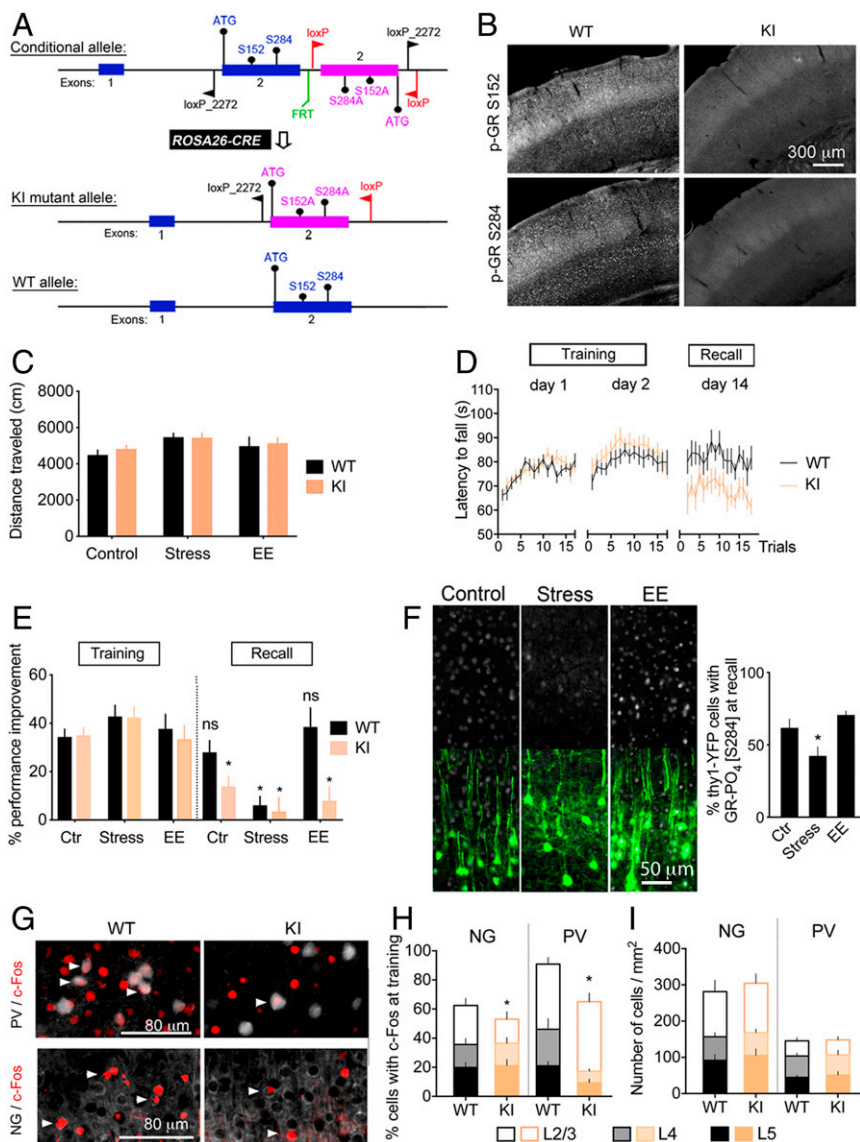 A
Conditional allele:
ATG
S152
S284
loxP
2
loxP_2272
Exons:
1
loxP_2272
2
FRT
S284A
S152A
ATG
loxP
ROSA26-CRE
KI mutant allele:
ATG
loxP_2272
S152A
S284A
loxP
Exons:
1
2
WT allele:
ATG
S152
S284
Exons:
1
2
B
WT
KI
p-GR S152
300 µm
p-GR S284
C
Distance traveled (cm)
8000
6000
4000
2000
0
Control
Stress
EE
WT
KI
D
Training
Recall
day 1
day 2
day 14
Latency to fall (s)
110
100
90
80
70
60
50
0 5 10 15
0 5 10 15
0 5 10 15
Trials
WT
KI
E
Training
Recall
% performance improvement
60
40
20
0
ns
*
*
*
ns
*
WT
KI
Ctr
Stress
EE
Ctr
Stress
EE
F
Control
Stress
EE
50 µm
% thy1-YFP cells with
GR-PO4 [S284] at recall
100
50
0
*
Ctr
Stress
EE
G
WT
KI
PV / c-Fos
80 µm
NG / c-Fos
80 µm
H
NG
PV
% cells with c-Fos at training
100
80
60
40
20
0
*
*
WT
KI
WT
KI
I
NG
PV
Number of cells / mm2
400
300
200
100
0
WT
KI
WT
KI
L2/3
L4
L5